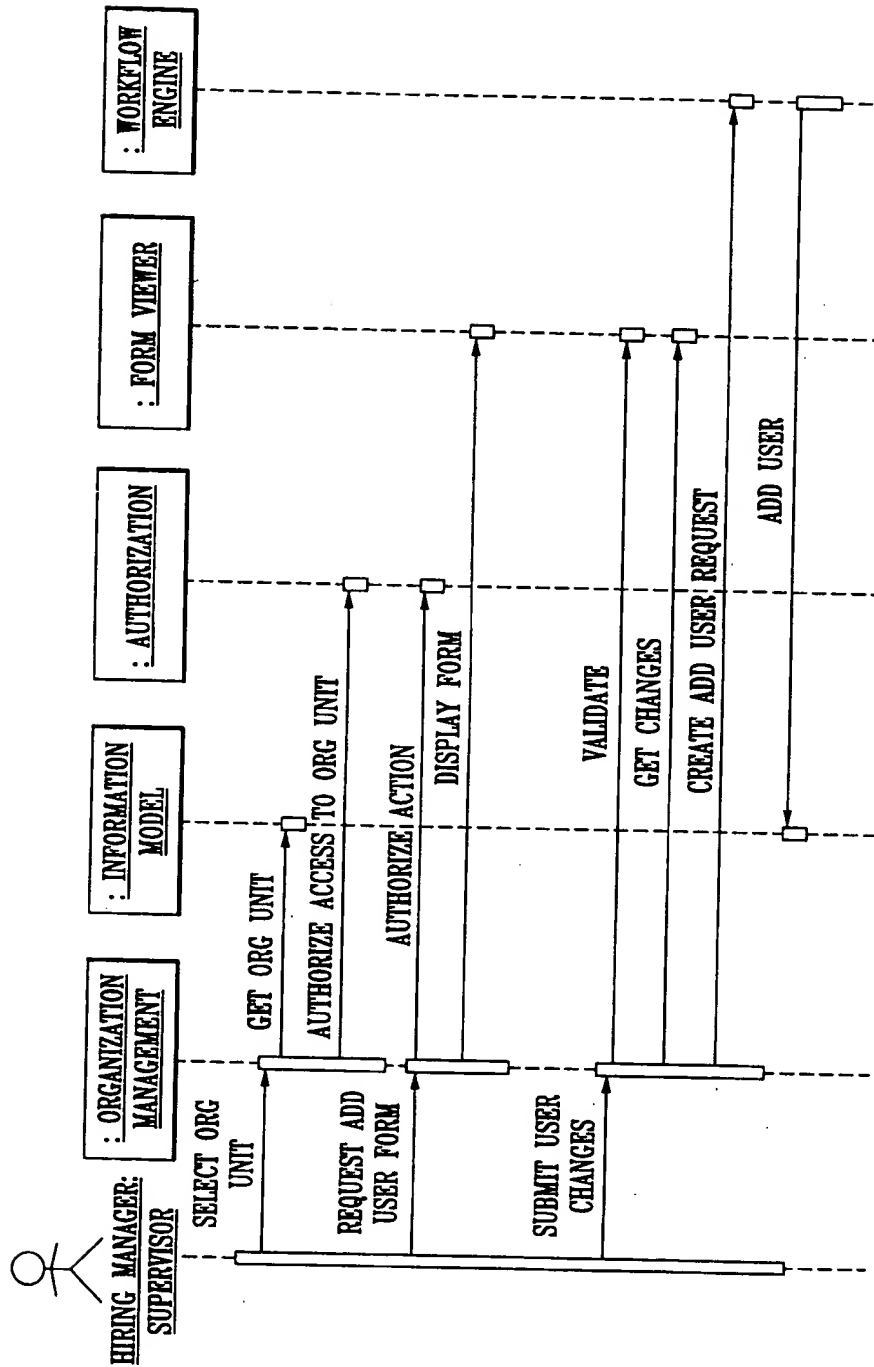 HIRING MANAGER:
SUPERVISOR
: ORGANIZATION
MANAGEMENT
: INFORMATION
MODEL
: AUTHORIZATION
: FORM VIEWER
: WORKFLOW
ENGINE
SELECT ORG
UNIT
GET ORG UNIT
AUTHORIZE ACCESS TO ORG UNIT
REQUEST ADD
USER FORM
AUTHORIZE ACTION
DISPLAY FORM
SUBMIT USER
CHANGES
VALIDATE
GET CHANGES
CREATE ADD USER REQUEST
ADD USER